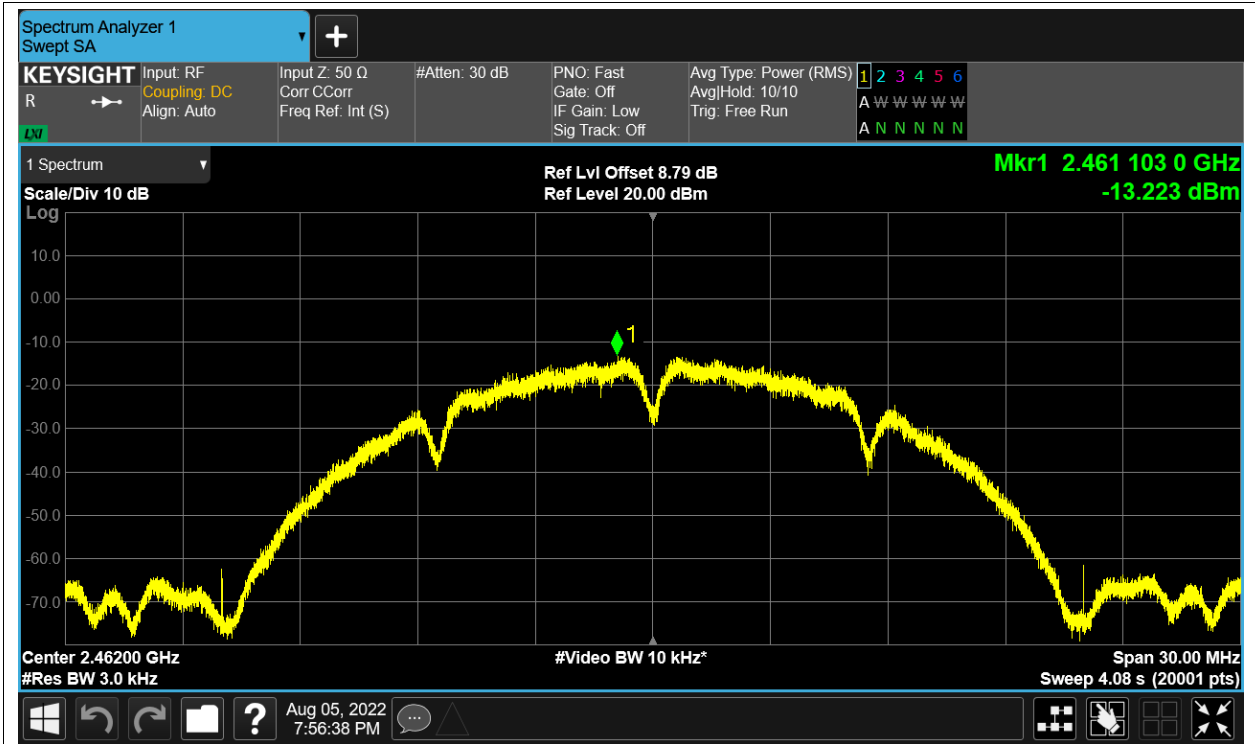 Spectrum Analyzer 1
Swept SA
+
KEYSIGHT
R
LXI
Input: RF
Coupling: DC
Align: Auto
Input Z: 50 Ω
Corr CCorr
Freq Ref: Int (S)
#Atten: 30 dB
PNO: Fast
Gate: Off
IF Gain: Low
Sig Track: Off
Avg Type: Power (RMS)
Avg|Hold: 10/10
Trig: Free Run
1 2 3 4 5 6
A W W W W W
A N N N N N
1 Spectrum
Scale/Div 10 dB
Log
Ref Lvl Offset 8.79 dB
Ref Level 20.00 dBm
Mkr1 2.461 103 0 GHz
-13.223 dBm
10.0
0.00
-10.0
-20.0
-30.0
-40.0
-50.0
-60.0
-70.0
1
Center 2.46200 GHz
#Res BW 3.0 kHz
#Video BW 10 kHz*
Span 30.00 MHz
Sweep 4.08 s (20001 pts)
?
Aug 05, 2022
7:56:38 PM